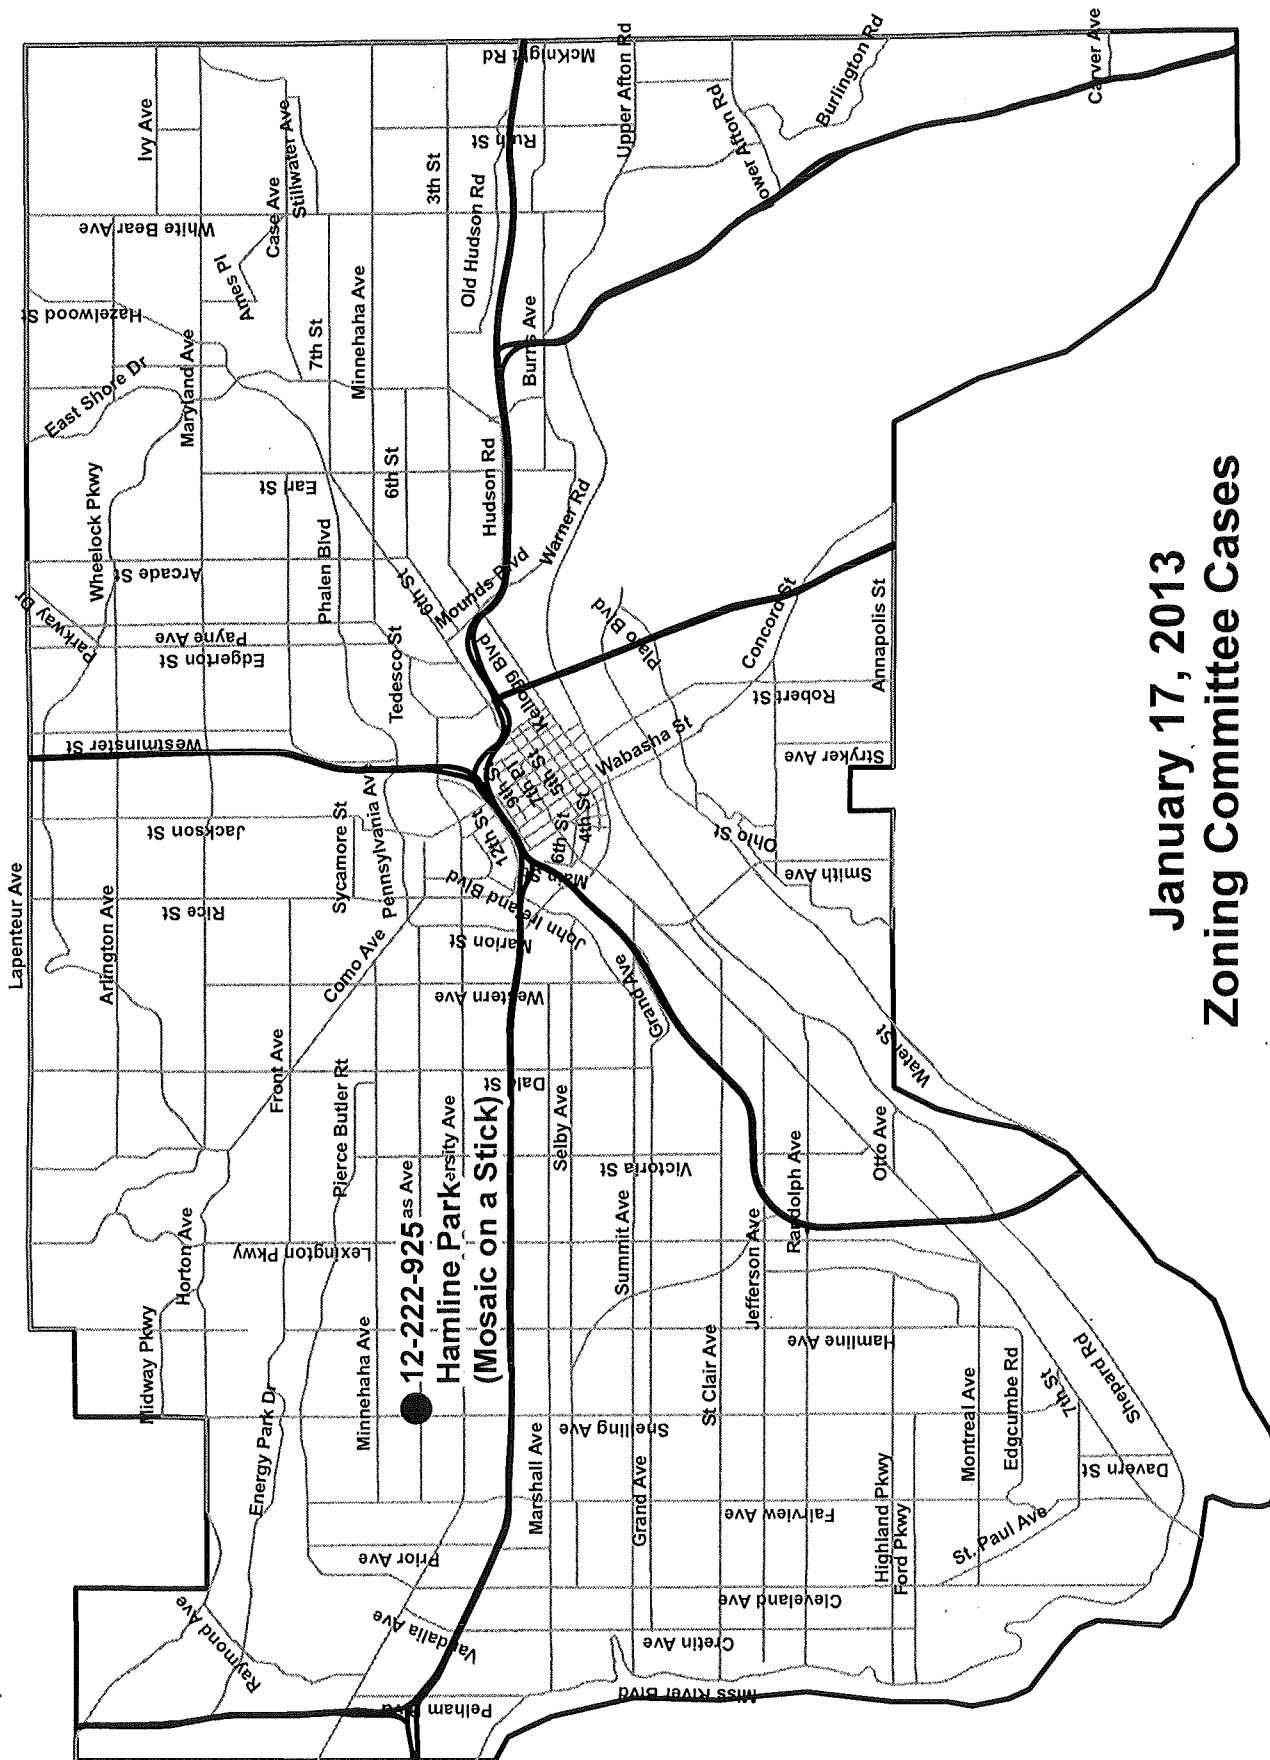 January 17, 2013
Zoning Committee Cases
12-222-925
Hamline Park
(Mosaic on a Stick)
Lapenteur Ave
Ivy Ave
Case Ave
Stillwater Ave
White Bear Ave
Ames Pl
Hazelwood St
East Shore Dr
Maryland Ave
7th St
Minnehaha Ave
3th St
Old Hudson Rd
Ruth St
McKnight Rd
Upper Afton Rd
ower Afton Rd
Burlington Rd
Carver Ave
Burns Ave
Wheelock Pkwy
Earl St
6th St
Hudson Rd
Warner Rd
Arcade St
Phalen Blvd
6th St
Mounds Blvd
Parkway Dr
Payne Ave
Edgerton St
Tedesco St
Kellogg Blvd
Plato Blvd
Concord St
Annapolis St
Robert St
Westminster St
Wabasha St
Stryker Ave
9th S
7th Pl
5th St
4th St
6th St
12th St
Main St
Jackson St
Sycamore St
Pennsylvania Av
Ohio St
Smith Ave
Rice St
Arlington Ave
John Ireland Blvd
Marion St
Como Ave
Western Ave
Grand Ave
Front Ave
Pierce Butler Rt
Dale St
Water St
as Ave
ersity Ave
Selby Ave
Victoria St
Randolph Ave
Otto Ave
Horton Ave
Lexington Pkwy
Summit Ave
Jefferson Ave
Midway Pkwy
Minnehaha Ave
Hamline Ave
St Clair Ave
Montreal Ave
Edgcumbe Rd
7th St
Shepard Rd
Energy Park Dr
Snelling Ave
Marshall Ave
Grand Ave
Fairview Ave
Highland Pkwy
Ford Pkwy
St. Paul Ave
Davern St
Prior Ave
Cleveland Ave
Raymond Ave
Vandalia Ave
Cretin Ave
Pelham Blvd
Miss River Blvd